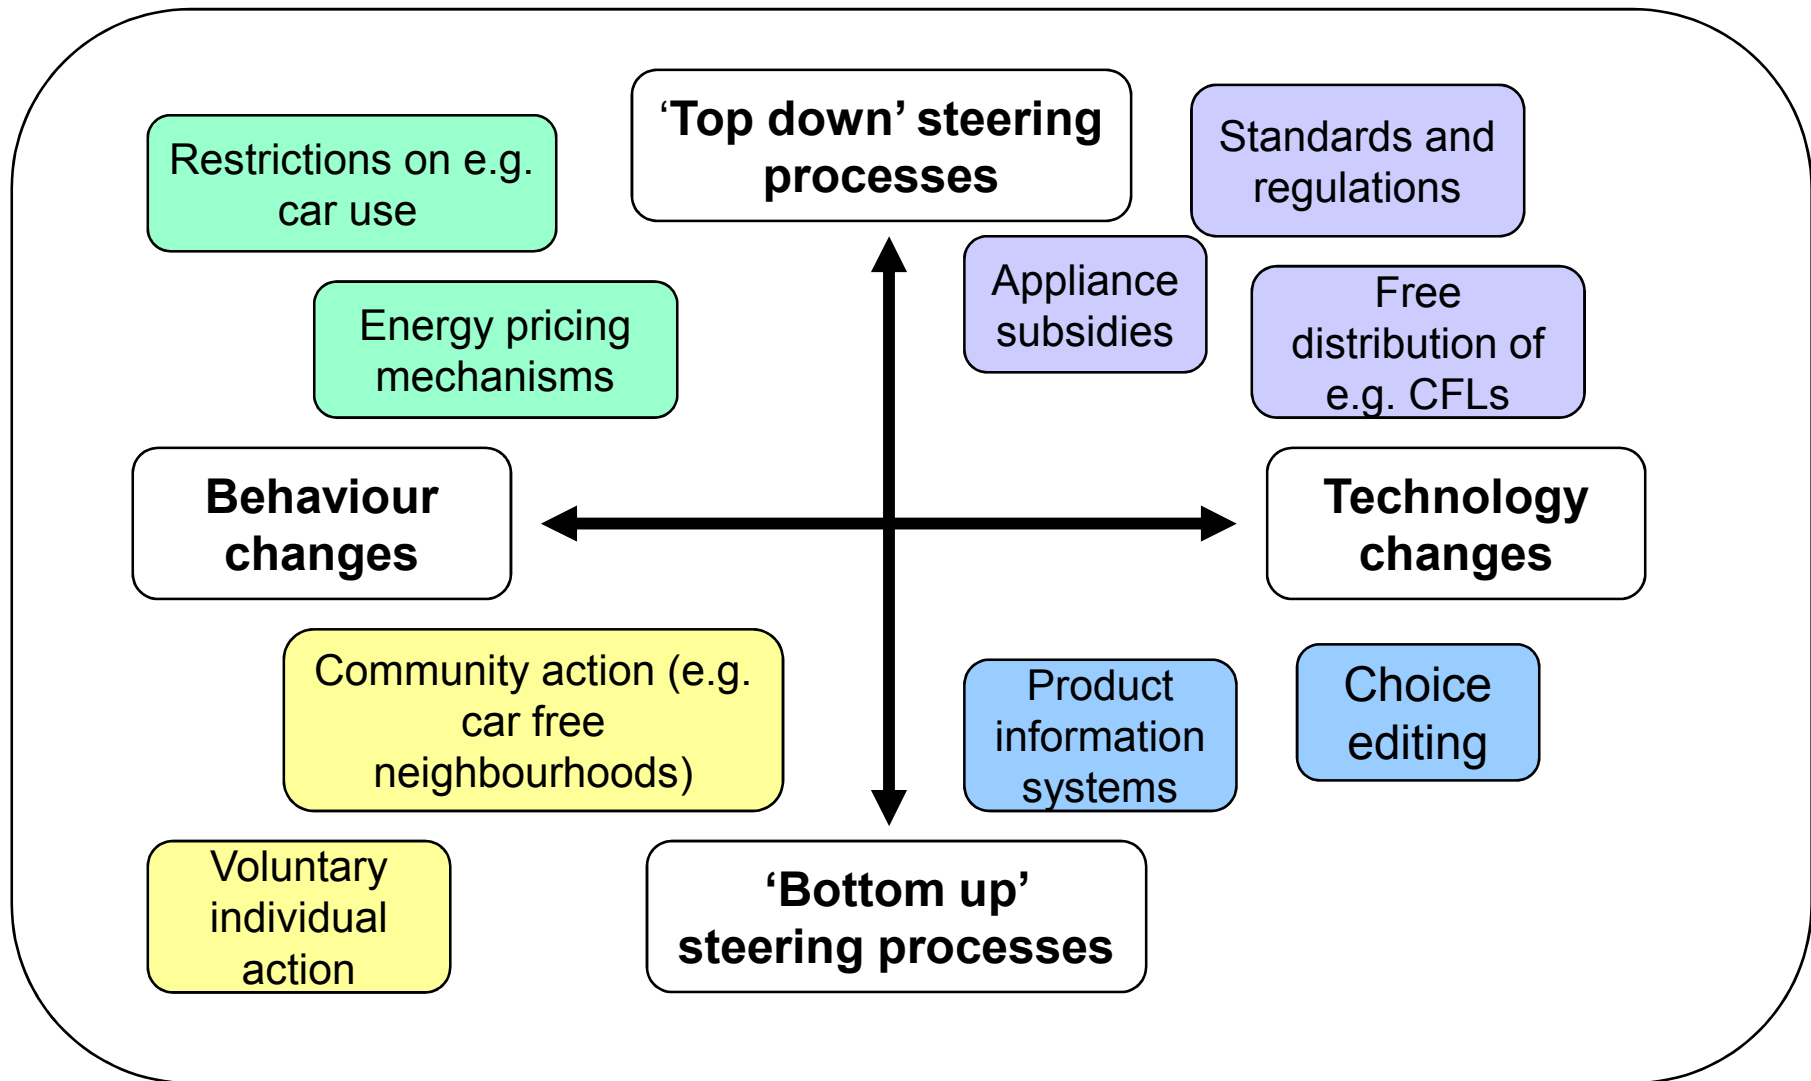 ‘Top down’ steering
processes
Standards and
regulations
Restrictions on e.g.
car use
Appliance
subsidies
Free
distribution of
e.g. CFLs
Energy pricing
mechanisms
Behaviour
changes
Technology
changes
Community action (e.g.
car free
neighbourhoods)
Product
information
systems
Choice
editing
Voluntary
individual
action
‘Bottom up’
steering processes